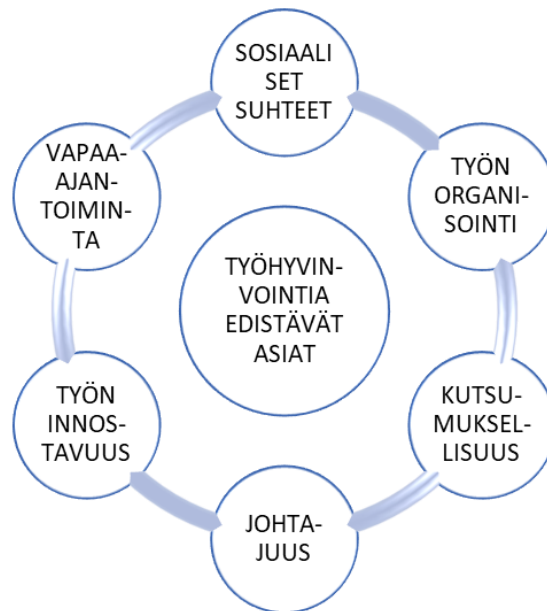 SOSIAALI
SET
SUHTEET
VAPAA-
AJAN-
TOIMIN-
TA
TYÖN
ORGANI-
SOINTI
TYÖHYVIN-
VOINTIA
EDISTÄVÄT
ASIAT
TYÖN
INNOS-
TAVUUS
KUTSU-
MUKSEL-
LISUUS
JOHTA-
JUUS